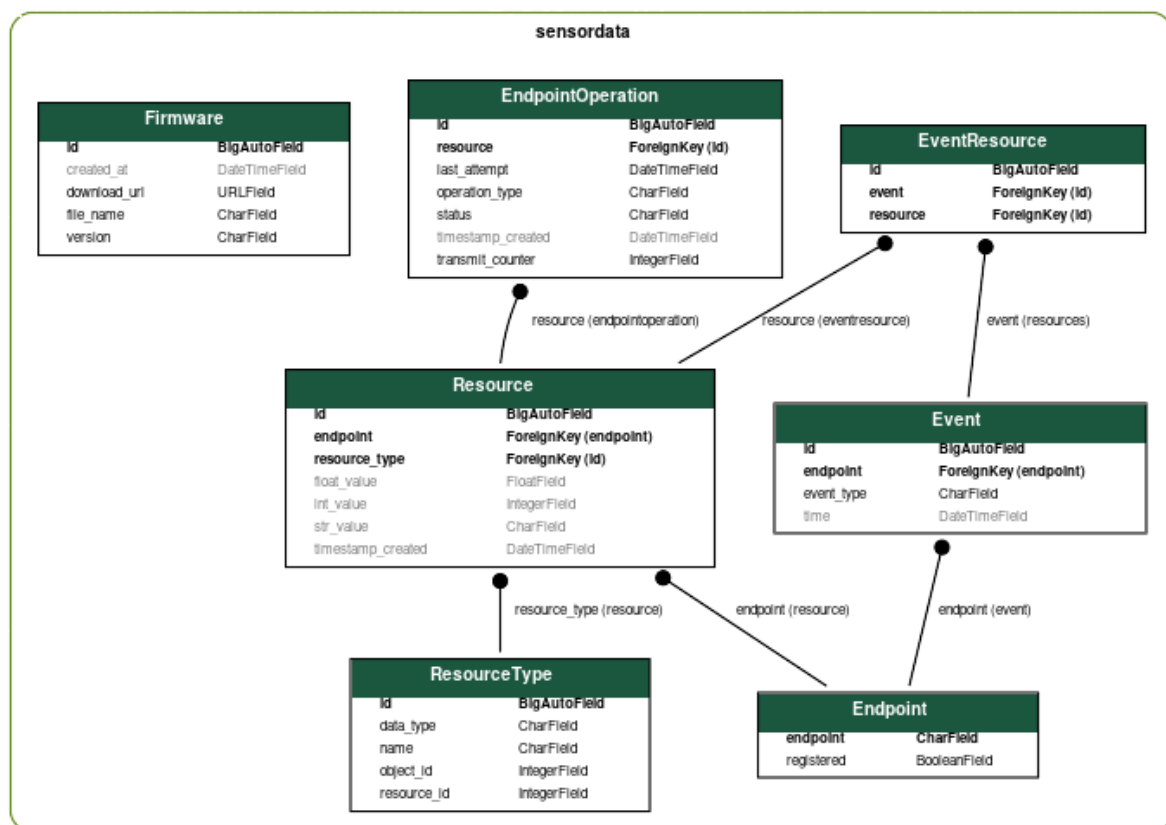 sensordata
Firmware
id BigAutoField
created_at DateTimeField
download_url URLField
file_name CharField
version CharField
EndpointOperation
id BigAutoField
resource ForeignKey (id)
last_attempt DateTimeField
operation_type CharField
status CharField
timestamp_created DateTimeField
transmit_counter IntegerField
EventResource
id BigAutoField
event ForeignKey (id)
resource ForeignKey (id)
resource (endpointoperation)
resource (eventresource)
event (resources)
Resource
id BigAutoField
endpoint ForeignKey (endpoint)
resource_type ForeignKey (id)
float_value FloatField
int_value IntegerField
str_value CharField
timestamp_created DateTimeField
Event
id BigAutoField
endpoint ForeignKey (endpoint)
event_type CharField
time DateTimeField
resource_type (resource)
endpoint (resource)
endpoint (event)
ResourceType
id BigAutoField
data_type CharField
name CharField
object_id IntegerField
resource_id IntegerField
Endpoint
endpoint CharField
registered BooleanField